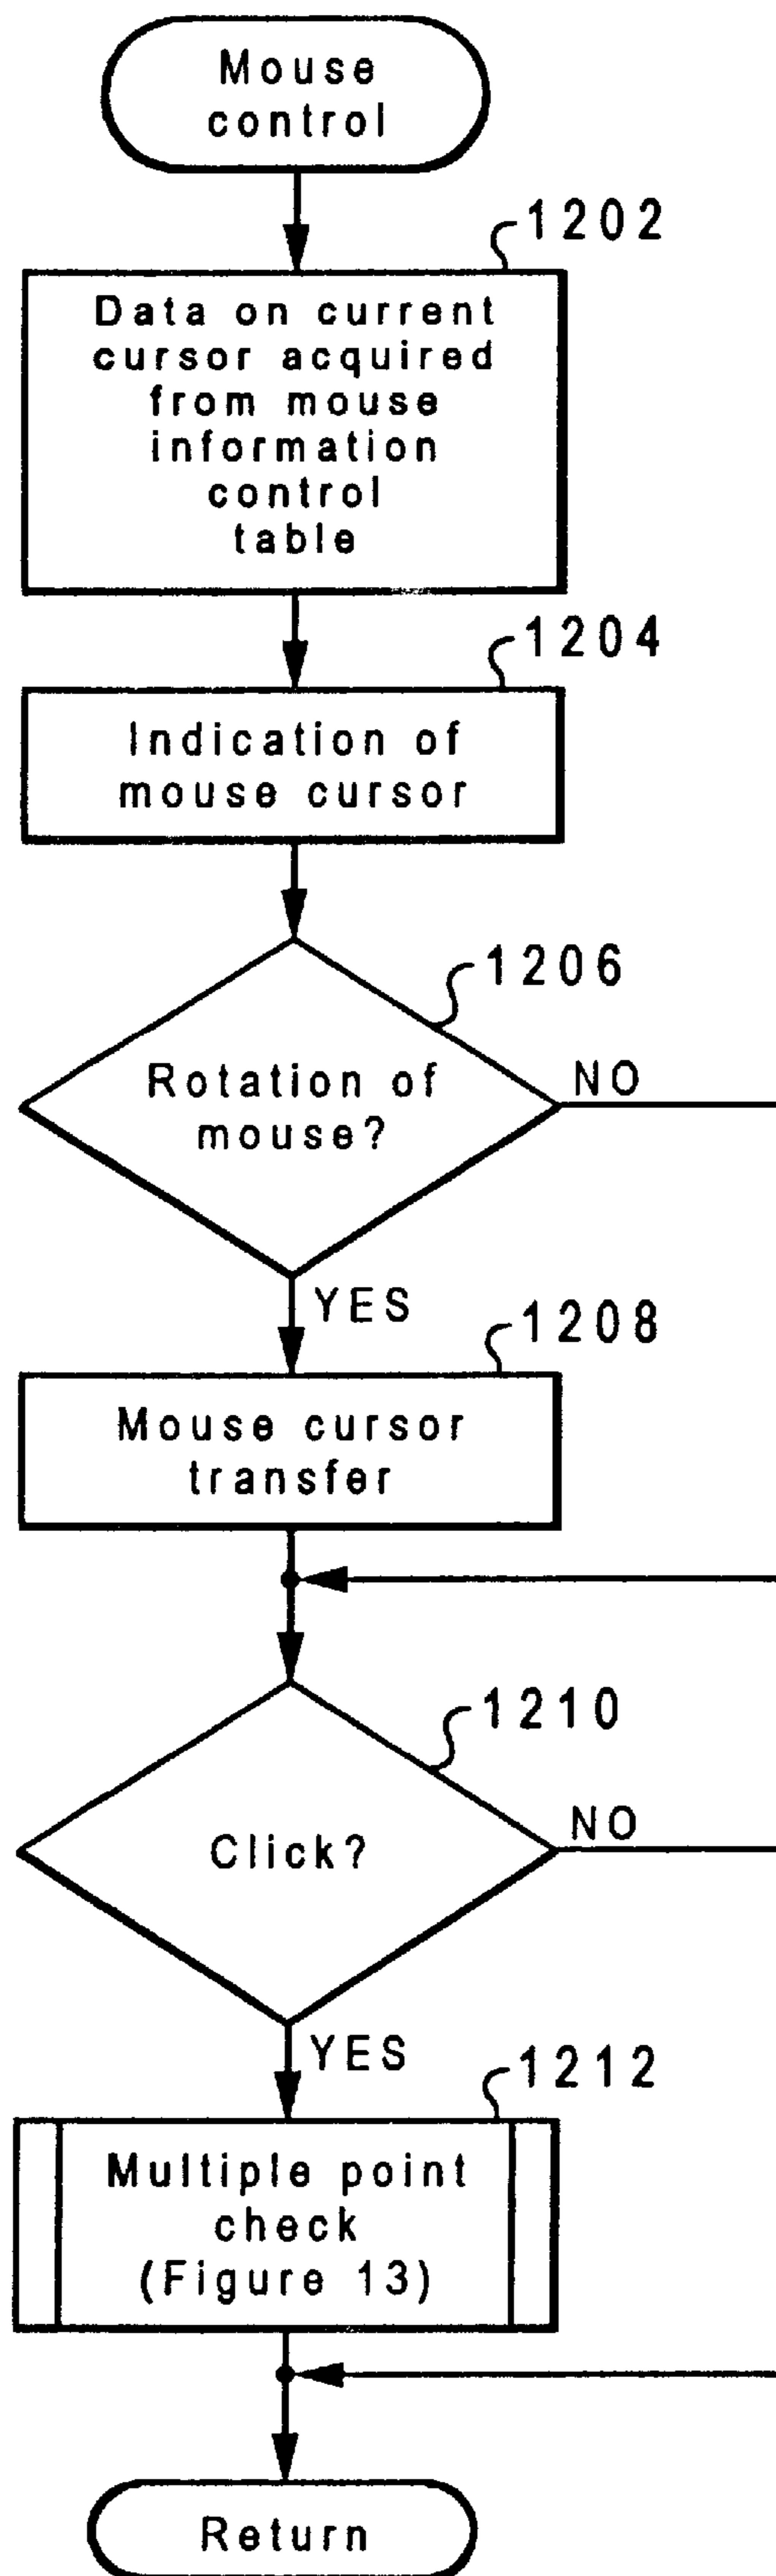 Mouse
control
1202
Data on current
cursor acquired
from mouse
information
control
table
1204
Indication of
mouse cursor
1206
Rotation of
mouse?
NO
YES
1208
Mouse cursor
transfer
1210
Click?
NO
YES
1212
Multiple point
check
(Figure 13)
Return